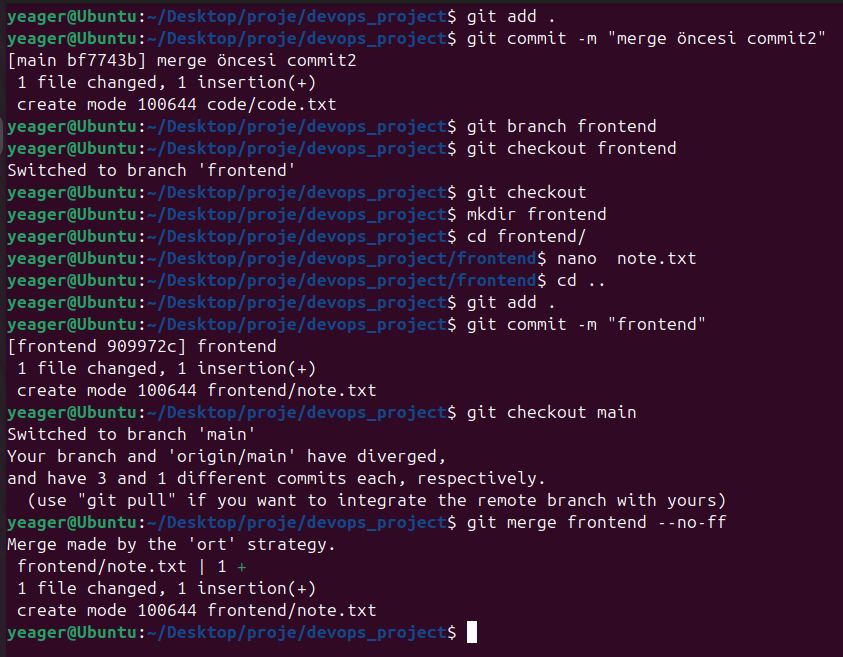 yeager@Ubuntu:~/Desktop/proje/devops_project$ git add .
yeager@Ubuntu:~/Desktop/proje/devops_project$ git commit -m "merge öncesi commit2"
[main bf7743b] merge öncesi commit2
 1 file changed, 1 insertion(+)
 create mode 100644 code/code.txt
yeager@Ubuntu:~/Desktop/proje/devops_project$ git branch frontend
yeager@Ubuntu:~/Desktop/proje/devops_project$ git checkout frontend
Switched to branch 'frontend'
yeager@Ubuntu:~/Desktop/proje/devops_project$ git checkout
yeager@Ubuntu:~/Desktop/proje/devops_project$ mkdir frontend
yeager@Ubuntu:~/Desktop/proje/devops_project$ cd frontend/
yeager@Ubuntu:~/Desktop/proje/devops_project/frontend$ nano  note.txt
yeager@Ubuntu:~/Desktop/proje/devops_project/frontend$ cd ..
yeager@Ubuntu:~/Desktop/proje/devops_project$ git add .
yeager@Ubuntu:~/Desktop/proje/devops_project$ git commit -m "frontend"
[frontend 909972c] frontend
 1 file changed, 1 insertion(+)
 create mode 100644 frontend/note.txt
yeager@Ubuntu:~/Desktop/proje/devops_project$ git checkout main
Switched to branch 'main'
Your branch and 'origin/main' have diverged,
and have 3 and 1 different commits each, respectively.
  (use "git pull" if you want to integrate the remote branch with yours)
yeager@Ubuntu:~/Desktop/proje/devops_project$ git merge frontend --no-ff
Merge made by the 'ort' strategy.
 frontend/note.txt | 1 +
 1 file changed, 1 insertion(+)
 create mode 100644 frontend/note.txt
yeager@Ubuntu:~/Desktop/proje/devops_project$